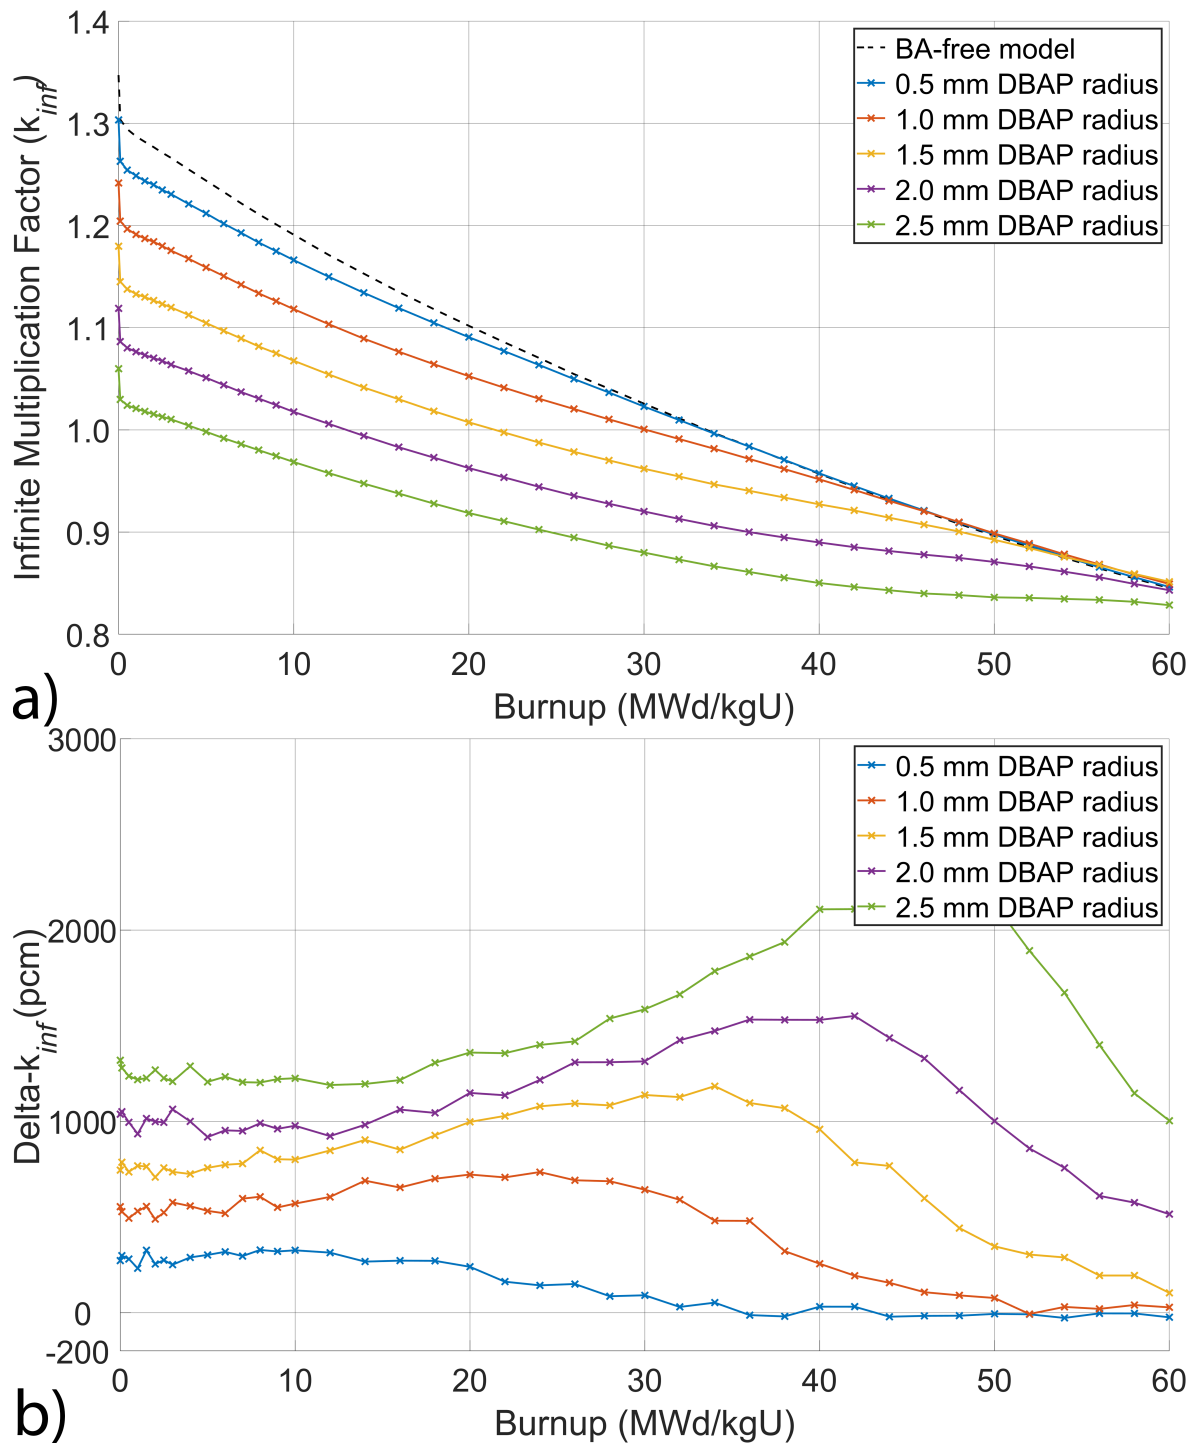 1.4
1.3
1.2
1.1
1.0
0.9
0.8
Infinite Multiplication Factor (k_inf)
BA-free model
0.5 mm DBAP radius
1.0 mm DBAP radius
1.5 mm DBAP radius
2.0 mm DBAP radius
2.5 mm DBAP radius
0 10 20 30 40 50 60
Burnup (MWd/kgU)
a)
3000
2000
1000
0
-200
Delta-k_inf (pcm)
0.5 mm DBAP radius
1.0 mm DBAP radius
1.5 mm DBAP radius
2.0 mm DBAP radius
2.5 mm DBAP radius
0 10 20 30 40 50 60
Burnup (MWd/kgU)
b)